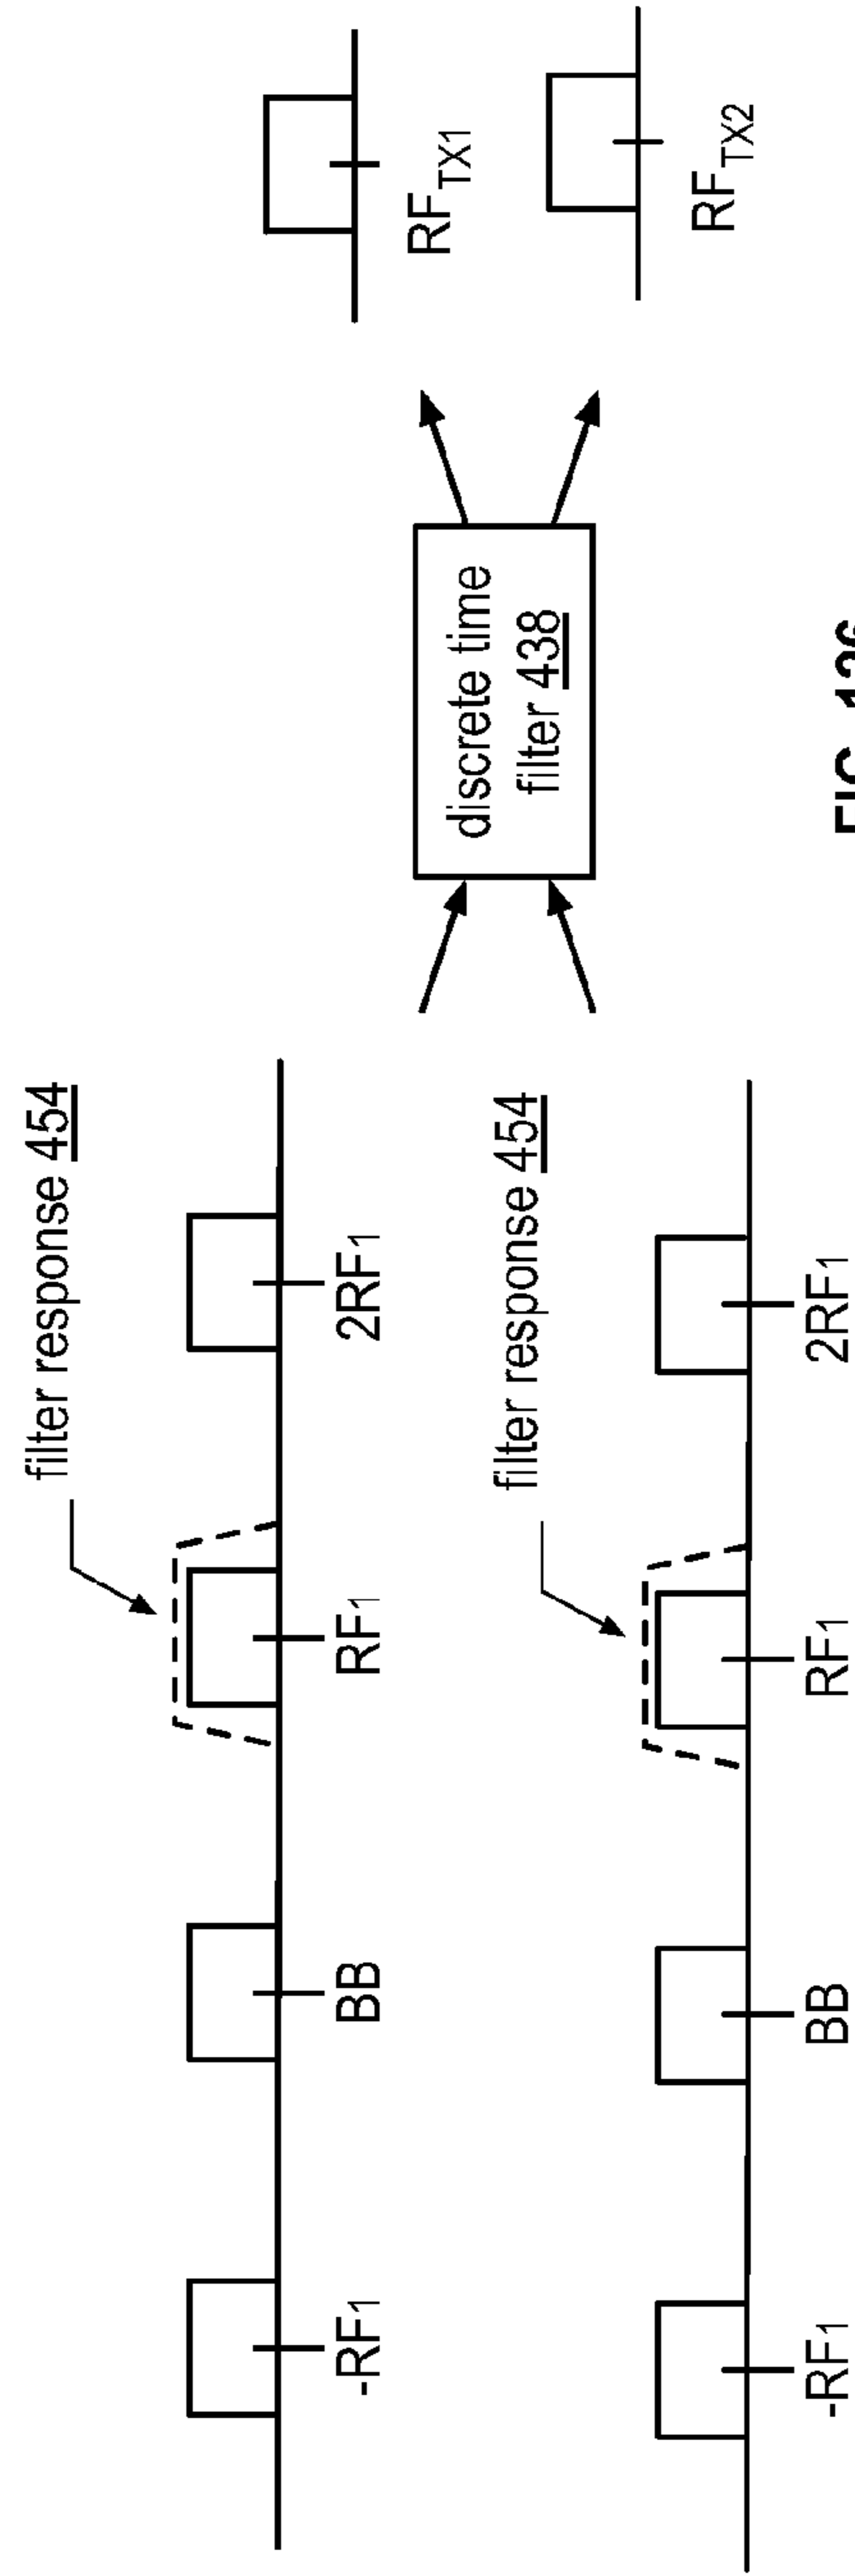 filter response 454
-RF1
BB
RF1
2RF1
filter response 454
-RF1
BB
RF1
2RF1
discrete time
filter 438
RFTX1
RFTX2